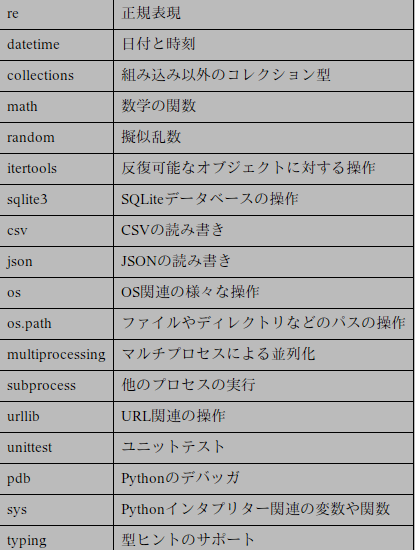 re 正規表現
datetime 日付と時刻
collections 組み込み以外のコレクション型
math 数学の関数
random 擬似乱数
itertools 反復可能なオブジェクトに対する操作
sqlite3 SQLiteデータベースの操作
csv CSVの読み書き
json JSONの読み書き
os OS関連の様々な操作
os.path ファイルやディレクトリなどのパスの操作
multiprocessing マルチプロセスによる並列化
subprocess 他のプロセスの実行
urllib URL関連の操作
unittest ユニットテスト
pdb Pythonのデバッガ
sys Pythonインタプリター関連の変数や関数
typing 型ヒントのサポート